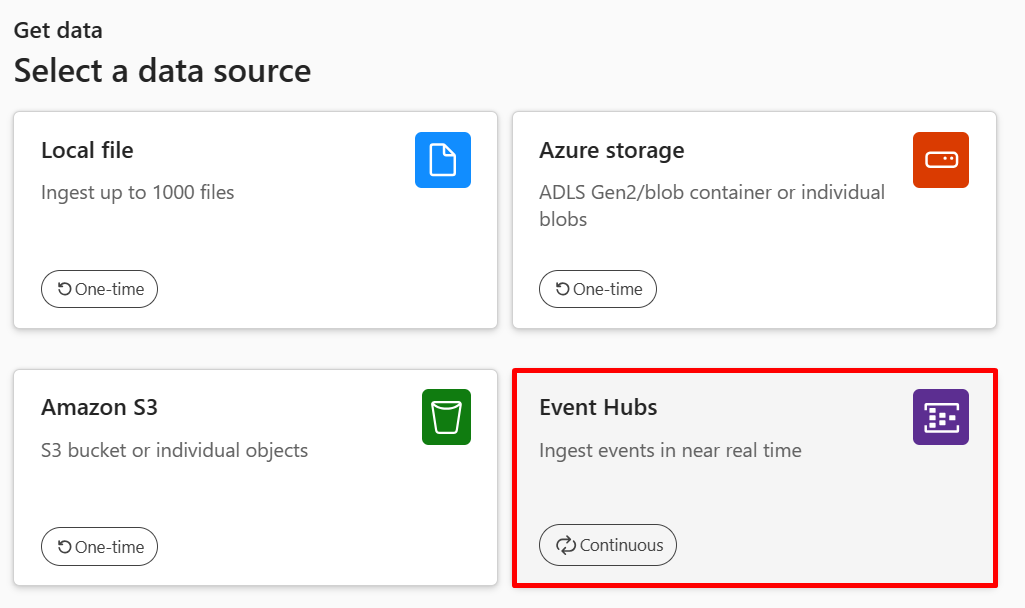 Get data
Select a data source
Local file
Ingest up to 1000 files
One-time
Azure storage
ADLS Gen2/blob container or individual
blobs
One-time
Amazon S3
S3 bucket or individual objects
One-time
Event Hubs
Ingest events in near real time
Continuous